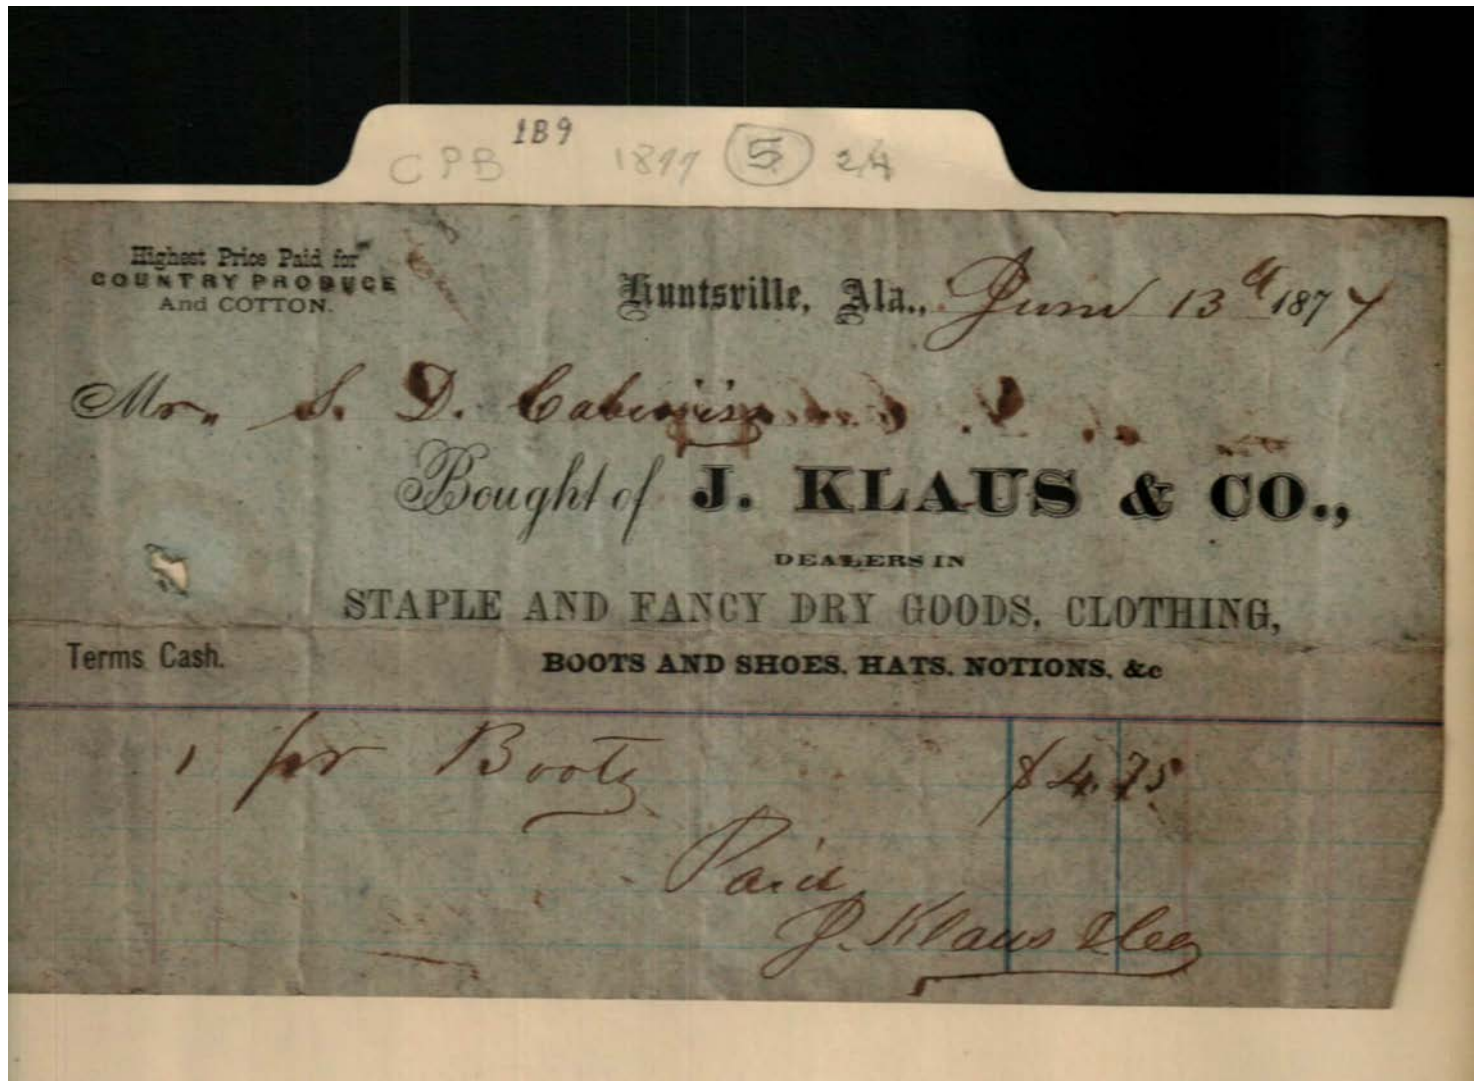 189
CPB 1877 5 24
Highest Price Paid for
COUNTRY PRODUCE
And COTTON.
Huntsville, Ala., June 13th 1877
Mr. S. D. Cabaniss
Bought of J. KLAUS & CO.,
DEALERS IN
STAPLE AND FANCY DRY GOODS, CLOTHING,
Terms Cash.
BOOTS AND SHOES, HATS, NOTIONS, &c
1 pr Boots $4.75
Paid
J. Klaus & Co